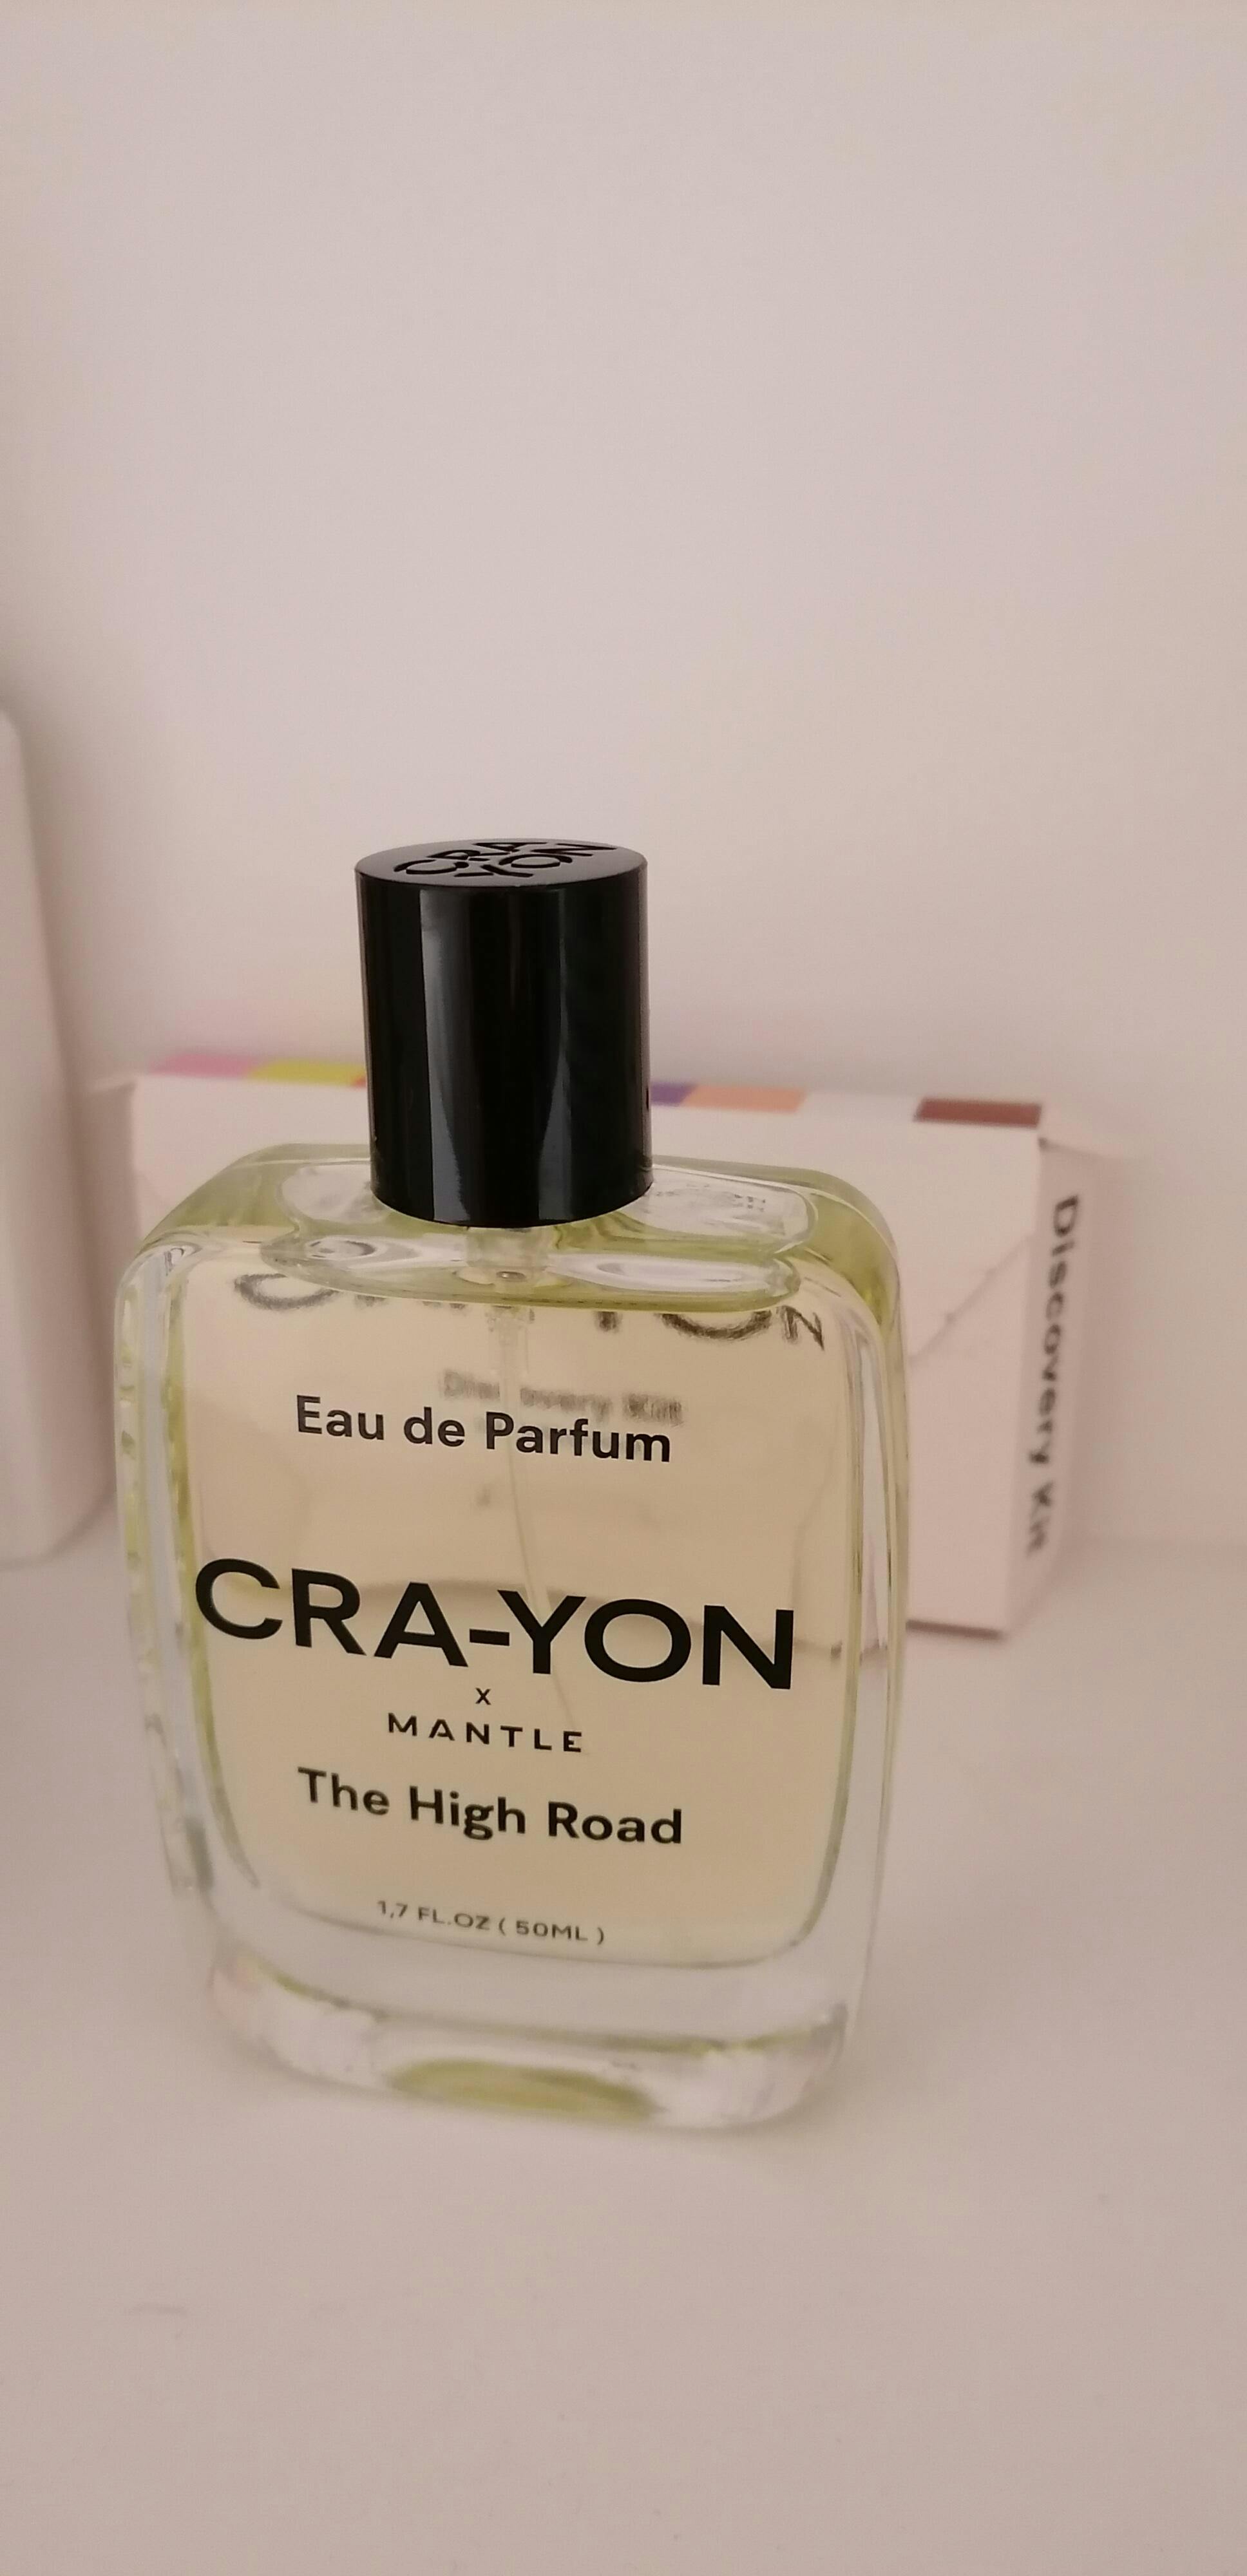 CRA
YON
Eau de Parfum
CRA-YON
x
MANTLE
The High Road
1,7 FL.OZ ( 50ML )
Discovery Kit